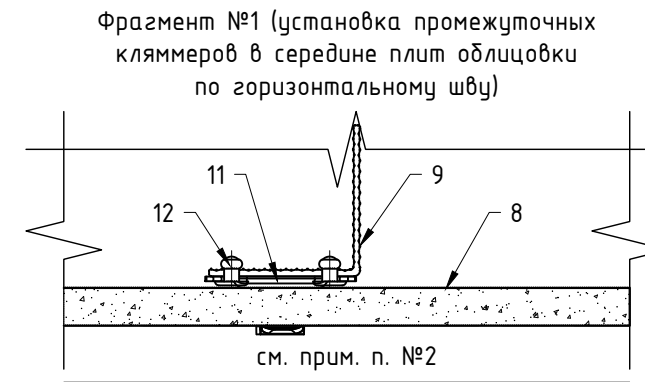 Фрагмент №1 (установка промежуточных
кляммеров в середине плит облицовки
по горизонтальному шву)
11
9
12
8
см. прим. п. №2